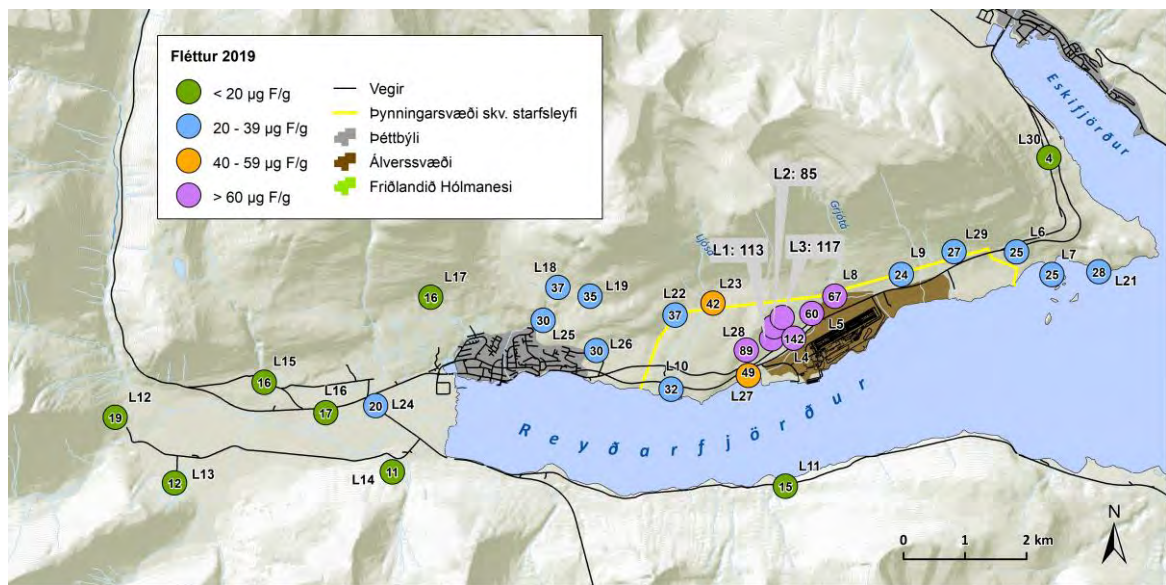 Fléttur 2019
< 20 µg F/g
20 - 39 µg F/g
40 - 59 µg F/g
> 60 µg F/g
Vegir
Þynningarsvæði skv. starfsleyfi
Þéttbýli
Álverssvæði
Friðlandið Hólmanesi
Eskifjörður
L30
4
L2: 85
Grjótá
Ljósá
L1: 113
L3: 117
L29
27
L6
25
L7
25
L21
28
L9
24
L8
67
L18
37
L19
35
L17
16
L22
37
L23
42
60
L5
L25
30
L26
30
L28
89
142
L4
L10
32
49
L27
L15
16
L16
17
L24
20
L12
19
L13
12
L14
11
Reyðarfjörður
L11
15
N
0 1 2 km